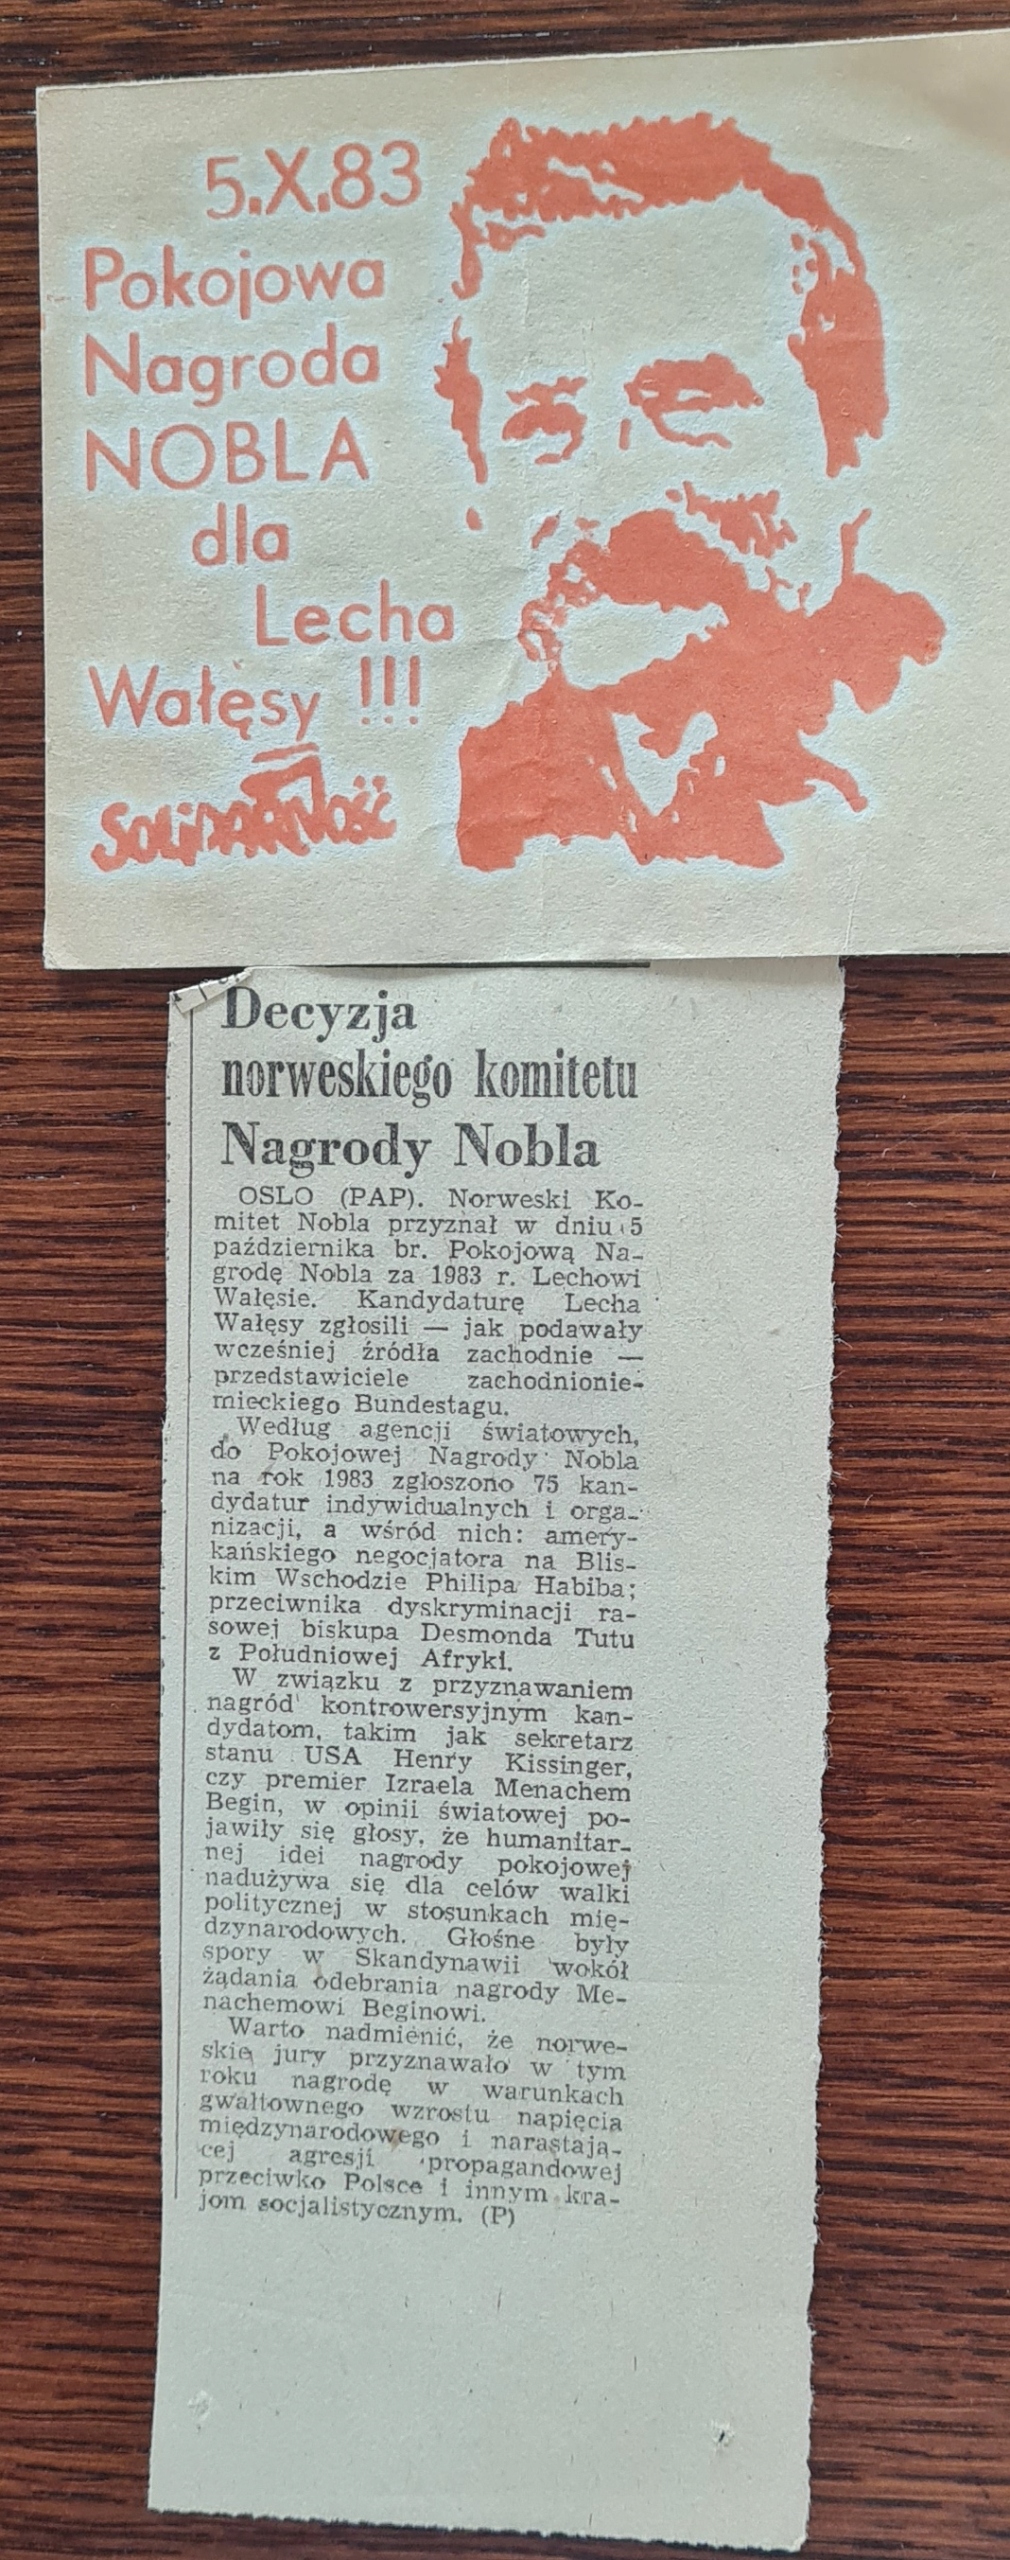 5.X.83
Pokojowa
Nagroda
NOBLA
dla
Lecha
Wałęsy !!!
SOLIDARNOŚĆ
Decyzja
norweskiego komitetu
Nagrody Nobla
OSLO (PAP). Norweski Ko-
mitet Nobla przyznał w dniu 5
października br. Pokojową Na-
grodę Nobla za 1983 r. Lechowi
Wałęsie. Kandydaturę Lecha
Wałęsy zgłosili — jak podawały
wcześniej źródła zachodnie —
przedstawiciele zachodnionie-
mieckiego Bundestagu.
Według agencji światowych,
do Pokojowej Nagrody Nobla
na rok 1983 zgłoszono 75 kan-
dydatur indywidualnych i orga-
nizacji, a wśród nich: amery-
kańskiego negocjatora na Blis-
kim Wschodzie Philipa Habiba;
przeciwnika dyskryminacji ra-
sowej biskupa Desmonda Tutu
z Południowej Afryki.
W związku z przyznawaniem
nagród kontrowersyjnym kan-
dydatom, takim jak sekretarz
stanu USA Henry Kissinger,
czy premier Izraela Menachem
Begin, w opinii światowej po-
jawiły się głosy, że humanitar-
nej idei nagrody pokojowej
nadużywa się dla celów walki
politycznej w stosunkach mię-
dzynarodowych. Głośne były
spory w Skandynawii wokół
żądania odebrania nagrody Me-
nachemowi Beginowi.
Warto nadmienić, że norwe-
skie jury przyznawało w tym
roku nagrodę w warunkach
gwałtownego wzrostu napięcia
międzynarodowego i narastają-
cej agresji propagandowej
przeciwko Polsce i innym kra-
jom socjalistycznym. (P)